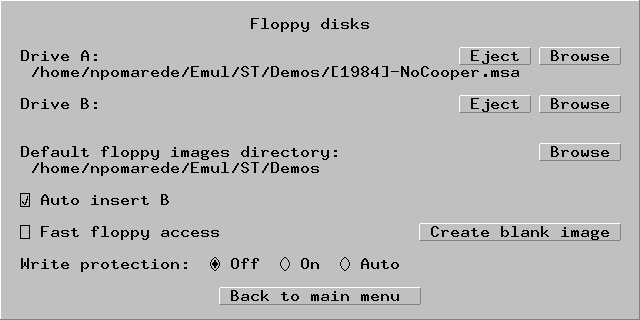 Floppy disks
Drive A: Eject Browse
/home/npomarede/Emul/ST/Demos/[1984]-NoCooper.msa
Drive B: Eject Browse
Default floppy images directory: Browse
/home/npomarede/Emul/ST/Demos
Auto insert B
Fast floppy access Create blank image
Write protection: Off On Auto
Back to main menu